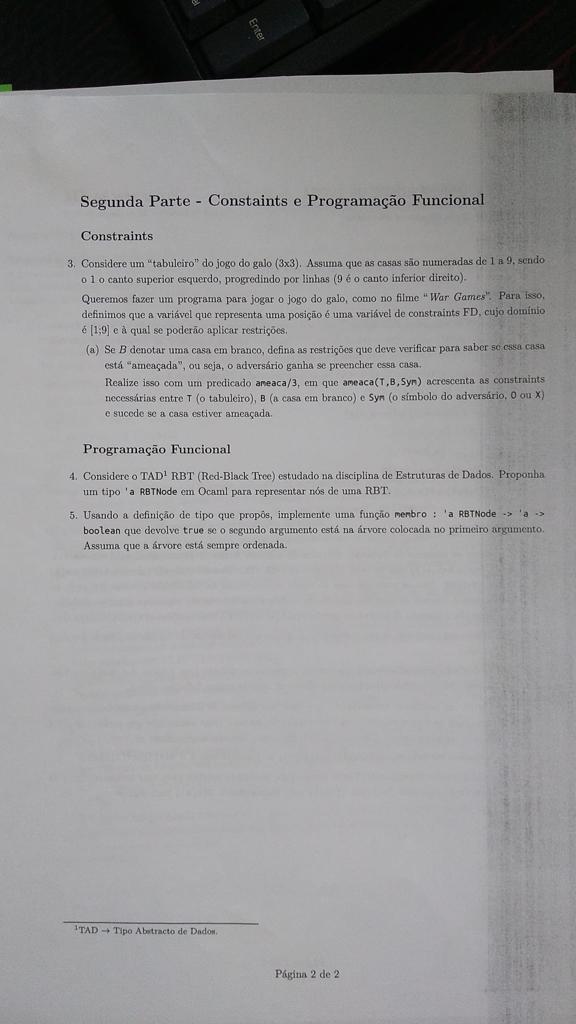 Enter
Segunda Parte - Constaints e Programação Funcional
Constraints
3. Considere um "tabuleiro" do jogo do galo (3x3). Assuma que as casas são numeradas de 1 a 9, sendo
o 1 o canto superior esquerdo, progredindo por linhas (9 é o canto inferior direito).
Queremos fazer um programa para jogar o jogo do galo, como no filme "War Games". Para isso,
definimos que a variável que representa uma posição é uma variável de constraints FD, cujo domínio
é [1;9] e à qual se poderão aplicar restrições.
(a) Se B denotar uma casa em branco, defina as restrições que deve verificar para saber se essa casa
está "ameaçada", ou seja, o adversário ganha se preencher essa casa.
Realize isso com um predicado ameaca/3, em que ameaca(T,B,Sym) acrescenta as constraints
necessárias entre T (o tabuleiro), B (a casa em branco) e Sym (o símbolo do adversário, O ou X)
e sucede se a casa estiver ameaçada.
Programação Funcional
4. Considere o TAD¹ RBT (Red-Black Tree) estudado na disciplina de Estruturas de Dados. Proponha
um tipo 'a RBTNode em Ocaml para representar nós de uma RBT.
5. Usando a definição de tipo que propôs, implemente uma função membro : 'a RBTNode -> 'a ->
boolean que devolve true se o segundo argumento está na árvore colocada no primeiro argumento.
Assuma que a árvore está sempre ordenada.
¹TAD → Tipo Abstracto de Dados.
Página 2 de 2